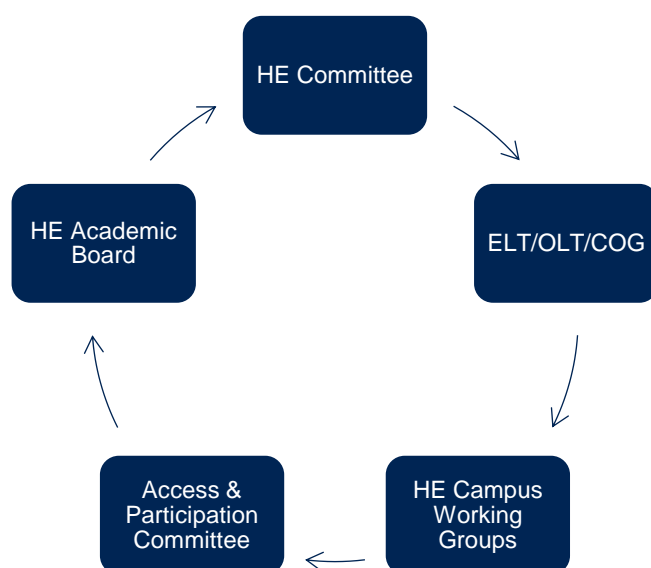 HE Committee
ELT/OLT/COG
HE Campus
Working
Groups
Access &
Participation
Committee
HE Academic
Board